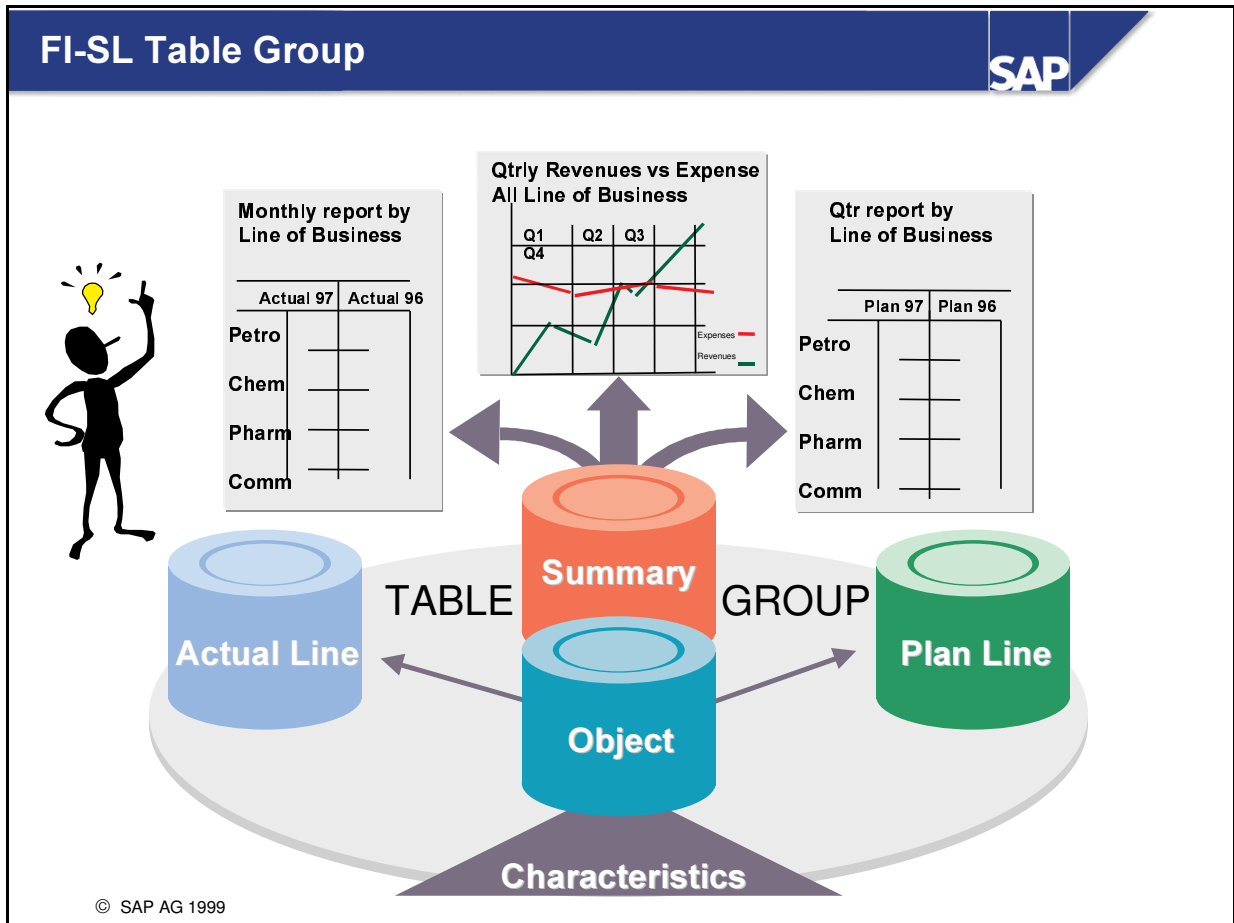 FI-SL Table Group
SAP
Monthly report by
Line of Business
Actual 97
Actual 96
Petro
Chem
Pharm
Comm
Qtrly Revenues vs Expense
All Line of Business
Q1
Q2
Q3
Q4
Expenses
Revenues
Qtr report by
Line of Business
Plan 97
Plan 96
Petro
Chem
Pharm
Comm
TABLE
Summary
GROUP
Actual Line
Plan Line
Object
Characteristics
© SAP AG 1999